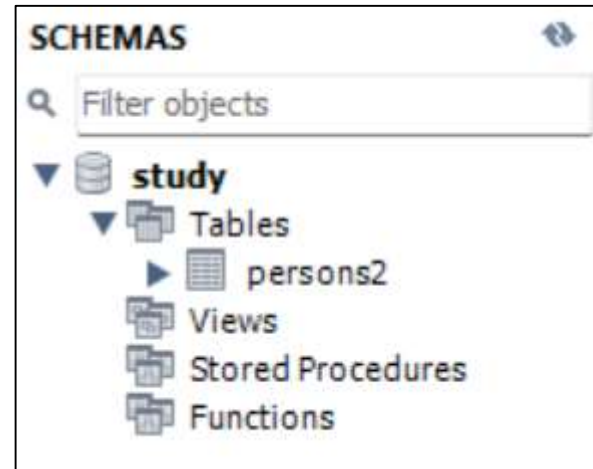 SCHEMAS
Filter objects
study
Tables
persons2
Views
Stored Procedures
Functions